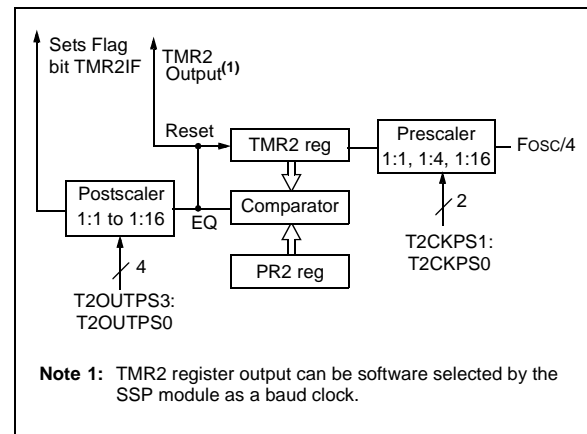 Sets Flag
bit TMR2IF
TMR2
Output(1)
Reset
TMR2 reg
Prescaler
1:1, 1:4, 1:16
FOSC/4
Postscaler
1:1 to 1:16
EQ
Comparator
2
T2CKPS1:
T2CKPS0
4
PR2 reg
T2OUTPS3:
T2OUTPS0
Note 1: TMR2 register output can be software selected by the
SSP module as a baud clock.